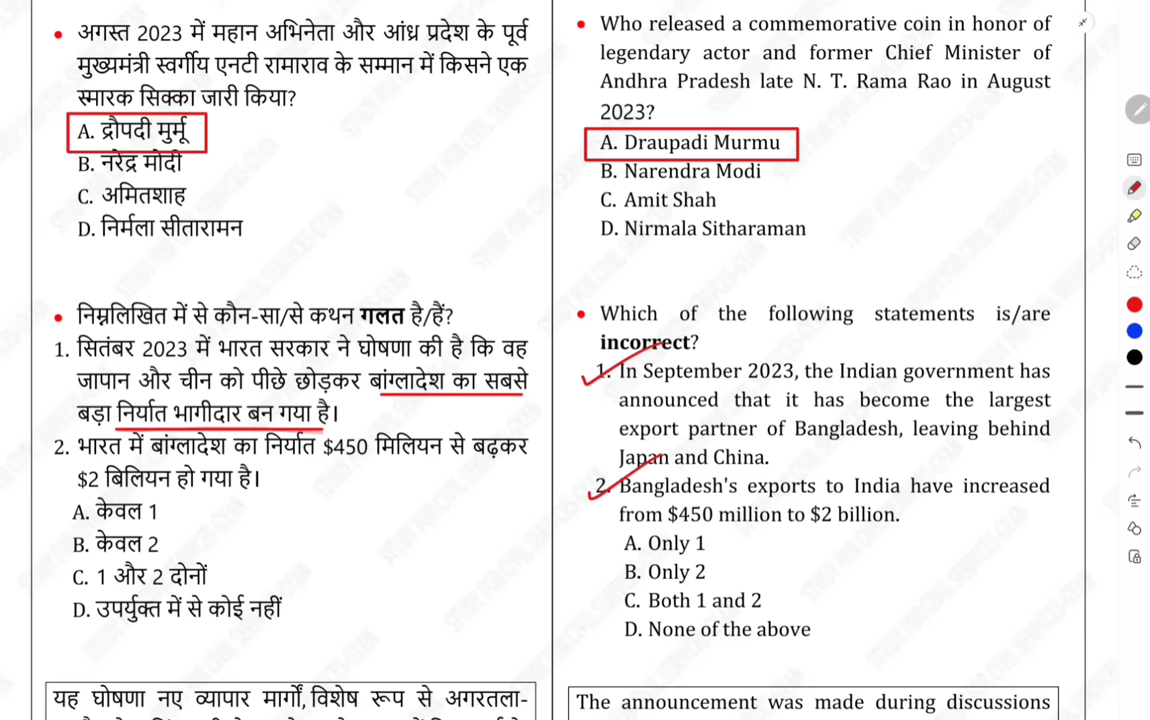 • अगस्त 2023 में महान अभिनेता और आंध्र प्रदेश के पूर्व
मुख्यमंत्री स्वर्गीय एनटी रामाराव के सम्मान में किसने एक
स्मारक सिक्का जारी किया?
A. द्रौपदी मुर्मू
B. नरेंद्र मोदी
C. अमितशाह
D. निर्मला सीतारामन
• निम्नलिखित में से कौन-सा/से कथन गलत है/हैं?
1. सितंबर 2023 में भारत सरकार ने घोषणा की है कि वह
जापान और चीन को पीछे छोड़कर बांग्लादेश का सबसे
बड़ा निर्यात भागीदार बन गया है।
2. भारत में बांग्लादेश का निर्यात $450 मिलियन से बढ़कर
$2 बिलियन हो गया है।
A. केवल 1
B. केवल 2
C. 1 और 2 दोनों
D. उपर्युक्त में से कोई नहीं
यह घोषणा नए व्यापार मार्गों, विशेष रूप से अगरतला-
• Who released a commemorative coin in honor of
legendary actor and former Chief Minister of
Andhra Pradesh late N. T. Rama Rao in August
2023?
A. Draupadi Murmu
B. Narendra Modi
C. Amit Shah
D. Nirmala Sitharaman
• Which of the following statements is/are
incorrect?
1. In September 2023, the Indian government has
announced that it has become the largest
export partner of Bangladesh, leaving behind
Japan and China.
2. Bangladesh's exports to India have increased
from $450 million to $2 billion.
A. Only 1
B. Only 2
C. Both 1 and 2
D. None of the above
The announcement was made during discussions